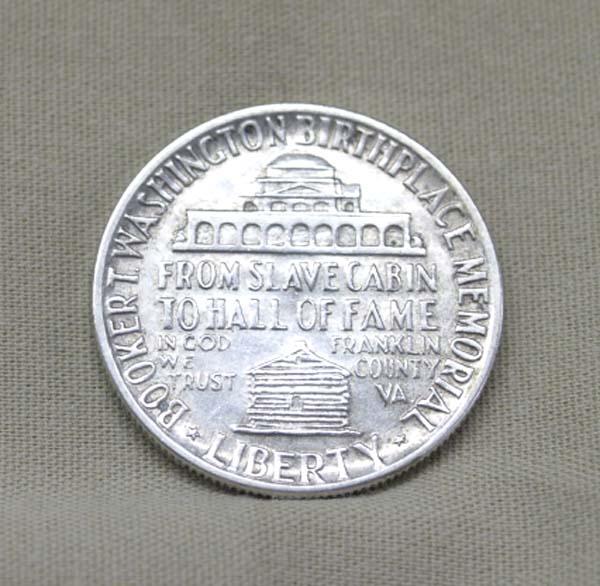 BOOKER T. WASHINGTON BIRTHPLACE MEMORIAL
FROM SLAVE CABIN
TO HALL OF FAME
IN GOD
WE
TRUST
FRANKLIN
COUNTY
VA.
LIBERTY